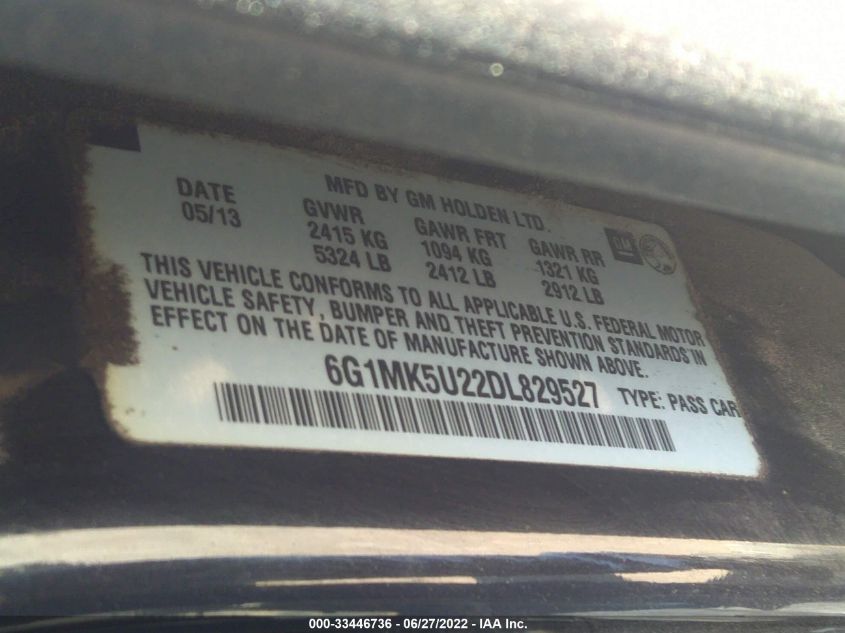 MFD BY GM HOLDEN LTD.
DATE GVWR GAWR FRT GAWR RR
05/13 2415 KG 1094 KG 1321 KG
5324 LB 2412 LB 2912 LB
GM
THIS VEHICLE CONFORMS TO ALL APPLICABLE U.S. FEDERAL MOTOR
VEHICLE SAFETY, BUMPER AND THEFT PREVENTION STANDARDS IN
EFFECT ON THE DATE OF MANUFACTURE SHOWN ABOVE.
6G1MK5U22DL829527 TYPE: PASS CAR
000-33446736 - 06/27/2022 - IAA Inc.